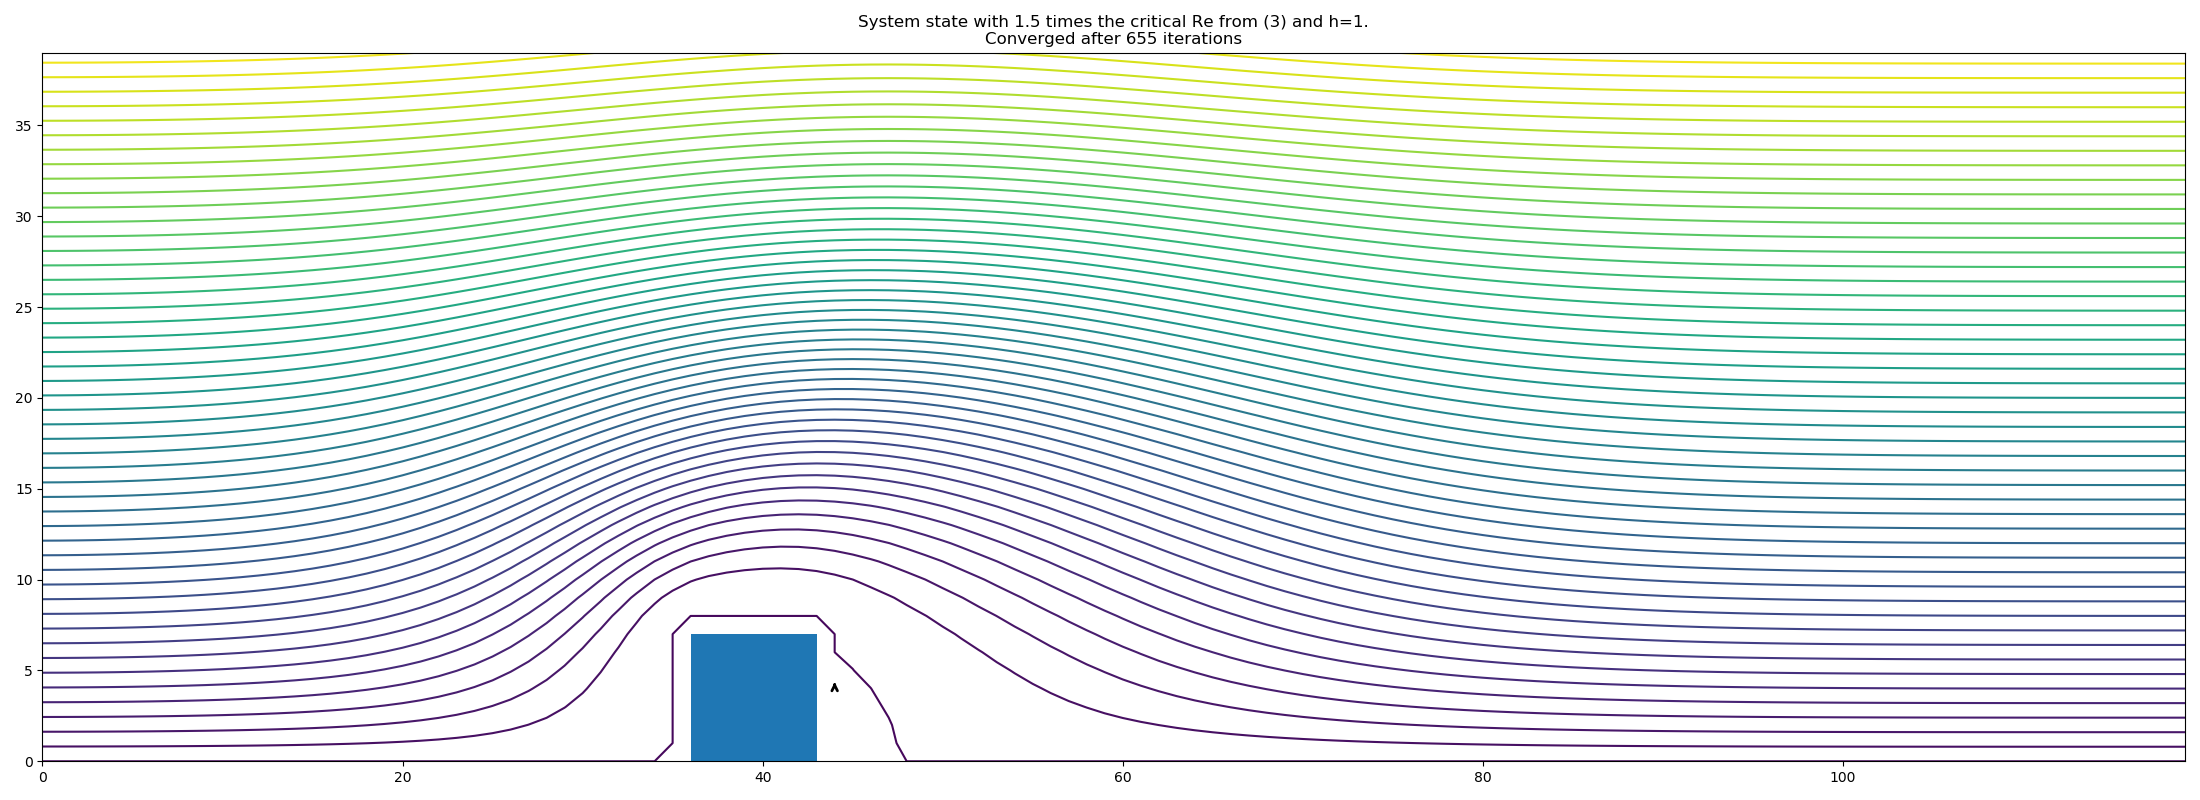 System state with 1.5 times the critical Re from (3) and h=1.
Converged after 655 iterations
35
30
25
20
15
10
5
0
0 20 40 60 80 100